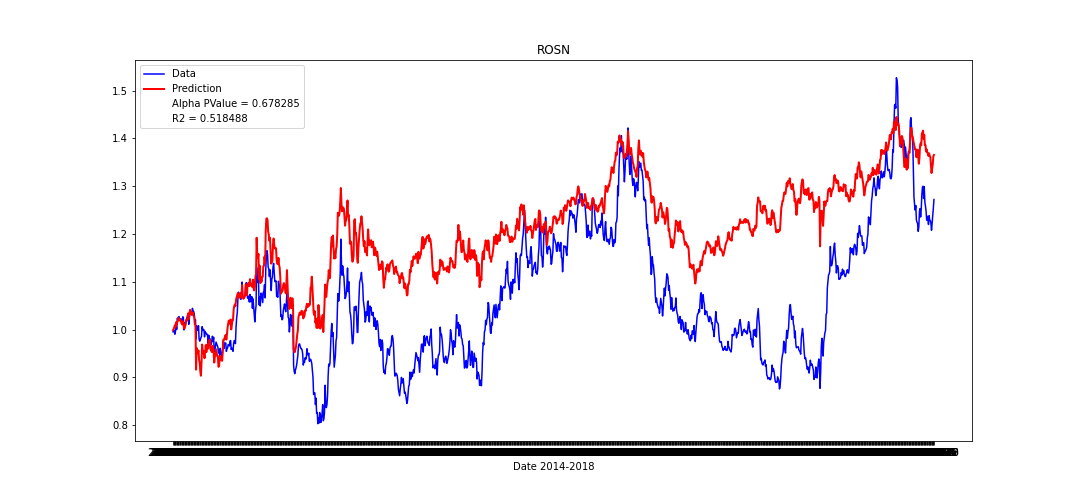 ROSN
Data
Prediction
Alpha PValue = 0.678285
R2 = 0.518488
1.5
1.4
1.3
1.2
1.1
1.0
0.9
0.8
Date 2014-2018